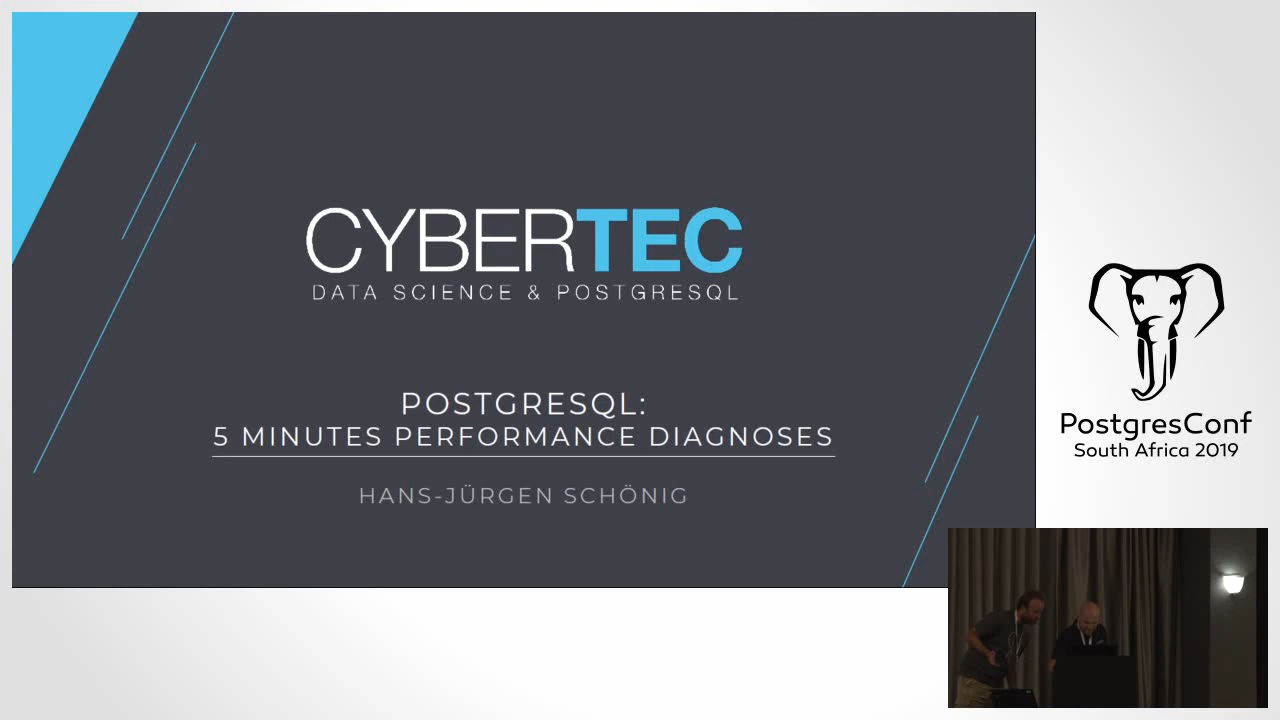 CYBERTEC
DATA SCIENCE & POSTGRESQL
POSTGRESQL:
5 MINUTES PERFORMANCE DIAGNOSES
HANS-JÜRGEN SCHÖNIG
PostgresConf
South Africa 2019